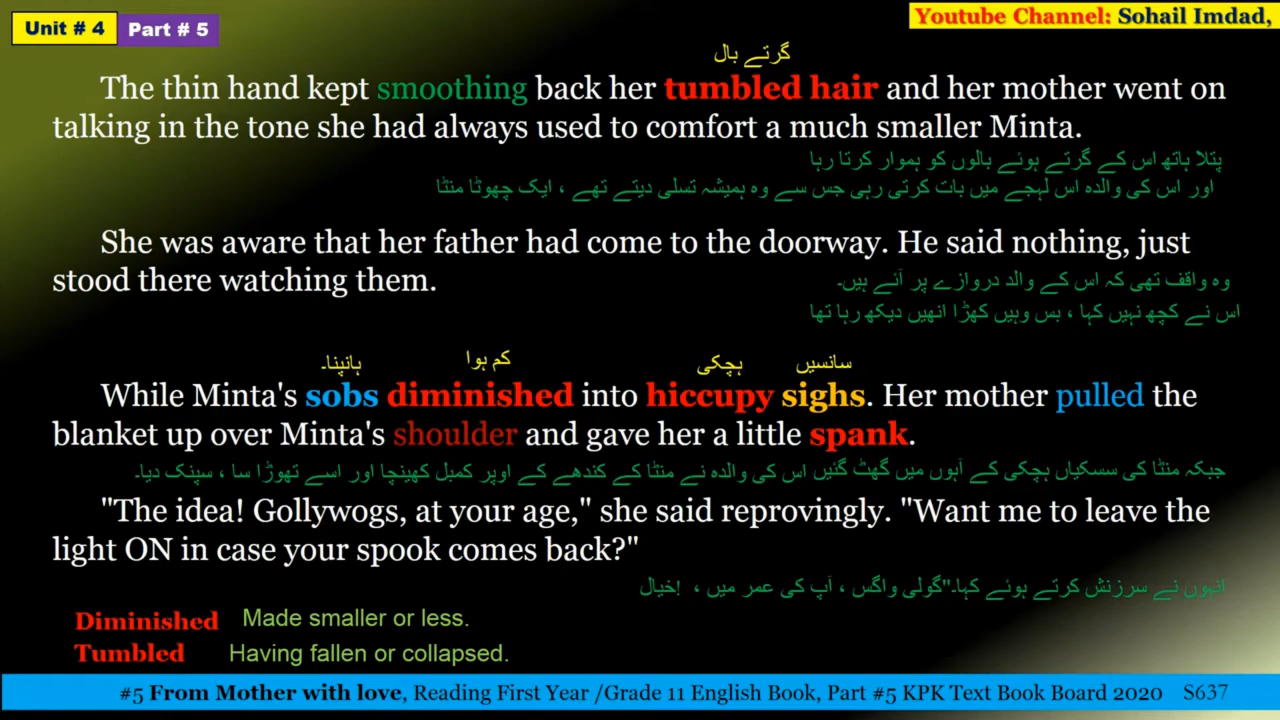 Unit # 4
Part # 5
Youtube Channel: Sohail Imdad,
گرتے بال
The thin hand kept smoothing back her tumbled hair and her mother went on
talking in the tone she had always used to comfort a much smaller Minta.
پتلا ہاتھ اس کے گرتے ہوئے بالوں کو ہموار کرتا رہا
اور اس کی والدہ اس لہجے میں بات کرتی رہی جس سے وہ ہمیشہ تسلی دیتے تھے ، ایک چھوٹا منٹا
She was aware that her father had come to the doorway. He said nothing, just
stood there watching them.
وہ واقف تھی کہ اس کے والد دروازے پر آئے ہیں۔
اس نے کچھ نہیں کہا ، بس وہیں کھڑا انھیں دیکھ رہا تھا
ہانپنا۔ کم ہوا ہچکی سانسیں
While Minta's sobs diminished into hiccupy sighs. Her mother pulled the
blanket up over Minta's shoulder and gave her a little spank.
جبکہ منٹا کی سسکیاں ہچکی کے آہوں میں گھٹ گئیں اس کی والدہ نے منٹا کے کندھے کے اوپر کمبل کھینچا اور اسے تھوڑا سا ، سپنک دیا۔
"The idea! Gollywogs, at your age," she said reprovingly. "Want me to leave the
light ON in case your spook comes back?"
انہوں نے سرزنش کرتے ہوئے کہا۔"گولی واگس ، آپ کی عمر میں ، !خیال
Diminished Made smaller or less.
Tumbled Having fallen or collapsed.
#5 From Mother with love, Reading First Year /Grade 11 English Book, Part #5 KPK Text Book Board 2020 S637